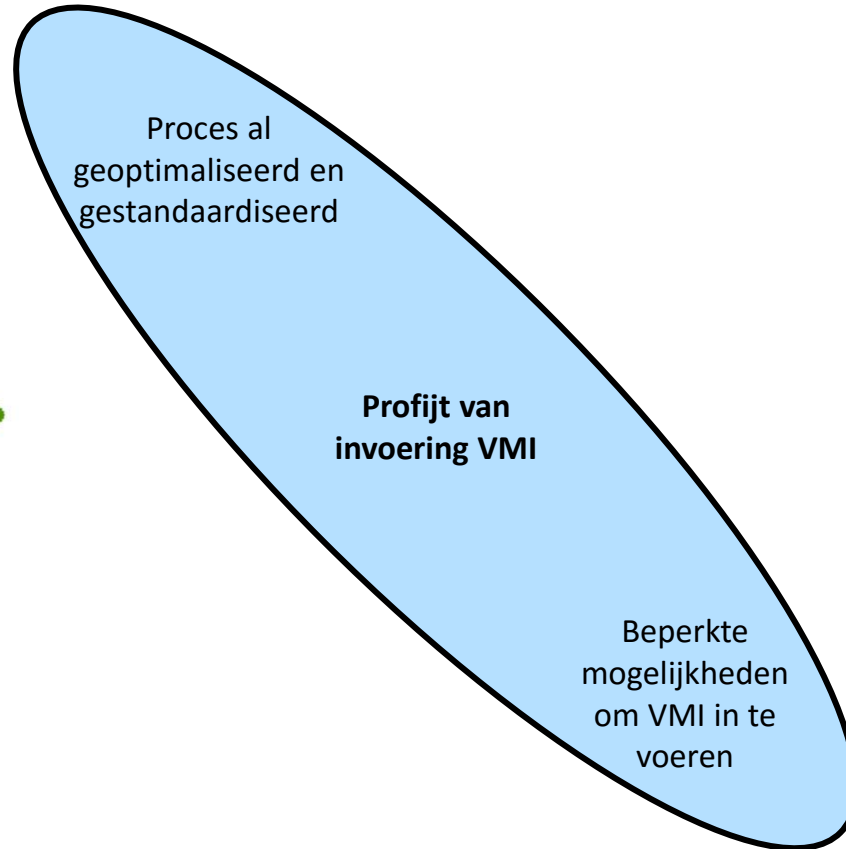 Proces al
geoptimaliseerd en
gestandaardiseerd
Profijt van
invoering VMI
Beperkte
mogelijkheden
om VMI in te
voeren